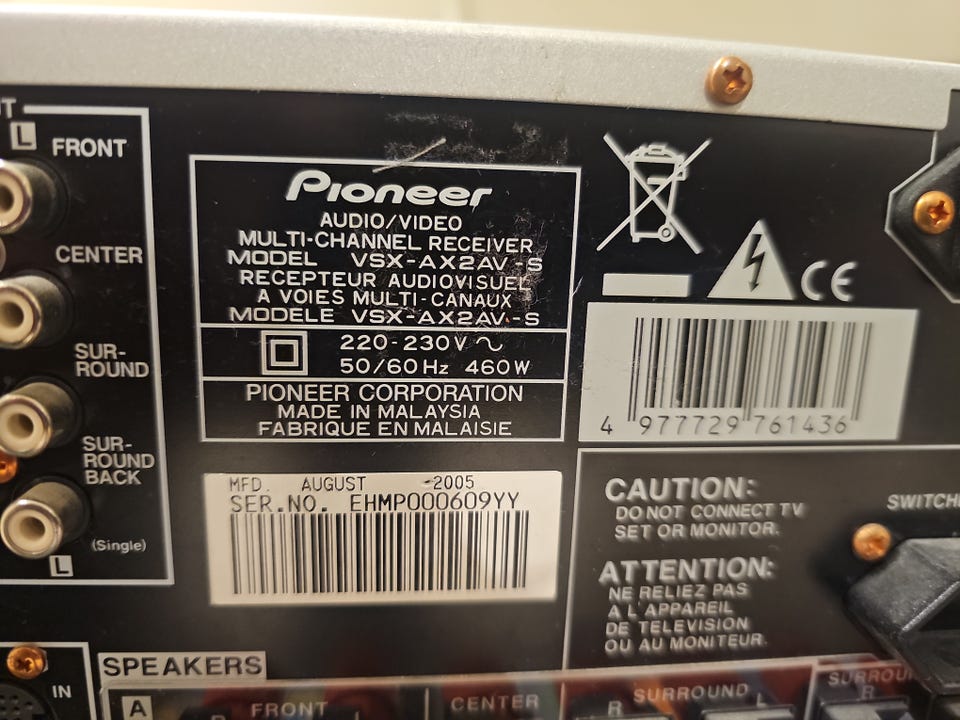 L FRONT
CENTER
SUR-
ROUND
SUR-
ROUND
BACK
(Single)
L
Pioneer
AUDIO/VIDEO
MULTI-CHANNEL RECEIVER
MODEL VSX-AX2AV-S
RECEPTEUR AUDIOVISUEL
A VOIES MULTI-CANAUX
MODELE VSX-AX2AV-S
220-230V ~
50/60Hz 460W
PIONEER CORPORATION
MADE IN MALAYSIA
FABRIQUE EN MALAISIE
MFD. AUGUST -2005
SER.NO. EHMP000609YY
CE
4 977729 761436
CAUTION:
DO NOT CONNECT TV
SET OR MONITOR.
ATTENTION:
NE RELIEZ PAS
A L'APPAREIL
DE TELEVISION
OU AU MONITEUR.
IN
SPEAKERS
A
FRONT
CENTER
SURROUND
R L
R